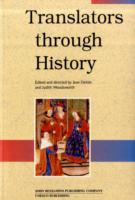 Translators
through
History
Edited and directed by Jean Delisle
and Judith Woodsworth
JOHN BENJAMINS PUBLISHING COMPANY
UNESCO PUBLISHING